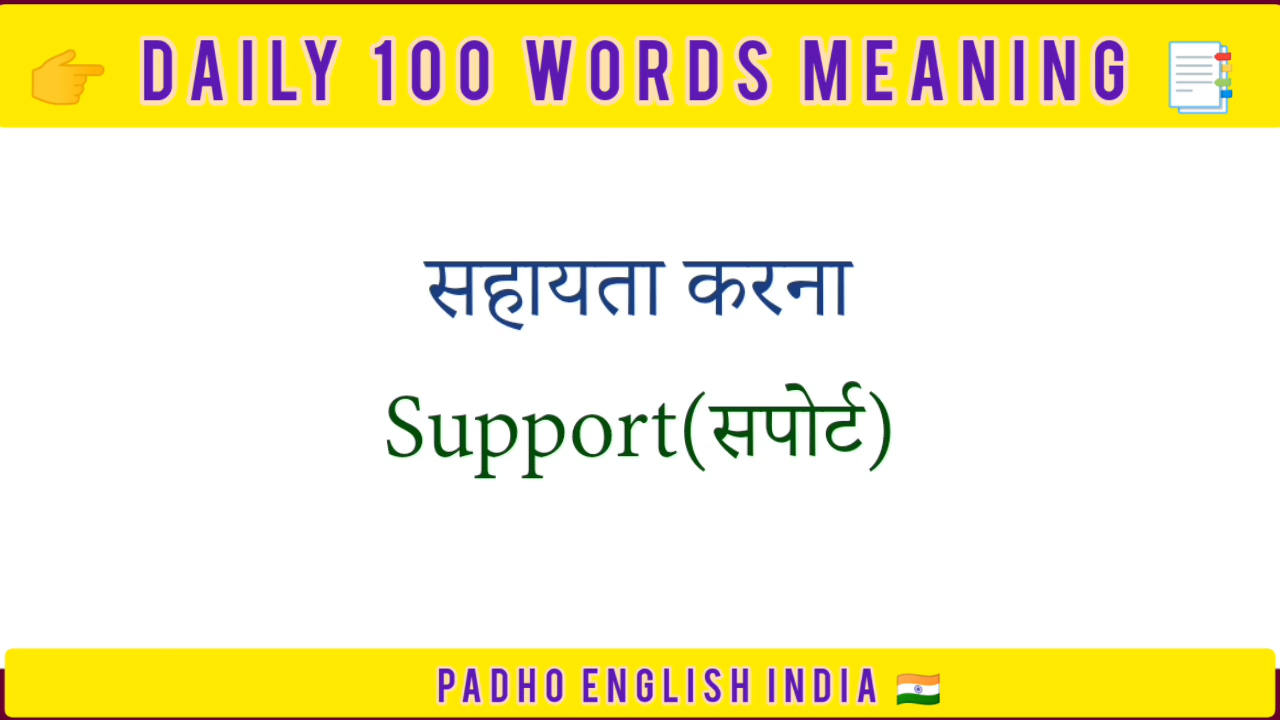 👉 DAILY 100 WORDS MEANING 📑
सहायता करना
Support(सपोर्ट)
PADHO ENGLISH INDIA 🇮🇳